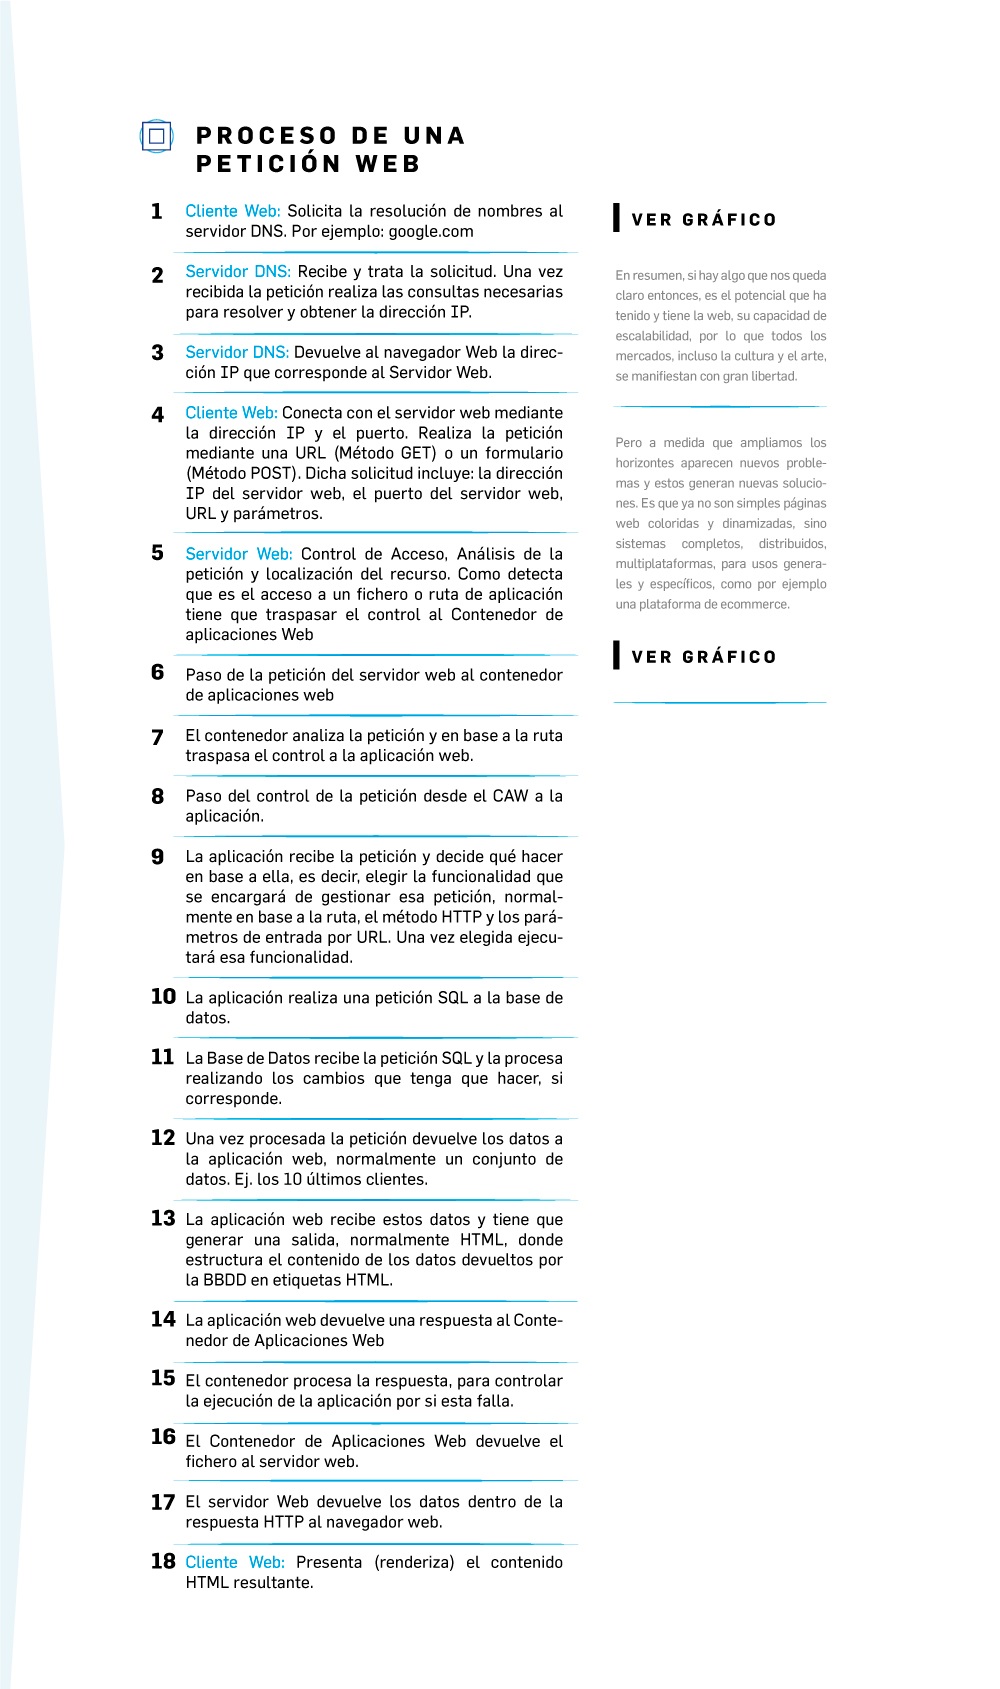 PROCESO DE UNA
PETICIÓN WEB
1 Cliente Web: Solicita la resolución de nombres al
servidor DNS. Por ejemplo: google.com
2 Servidor DNS: Recibe y trata la solicitud. Una vez
recibida la petición realiza las consultas necesarias
para resolver y obtener la dirección IP.
3 Servidor DNS: Devuelve al navegador Web la direc-
ción IP que corresponde al Servidor Web.
4 Cliente Web: Conecta con el servidor web mediante
la dirección IP y el puerto. Realiza la petición
mediante una URL (Método GET) o un formulario
(Método POST). Dicha solicitud incluye: la dirección
IP del servidor web, el puerto del servidor web,
URL y parámetros.
5 Servidor Web: Control de Acceso, Análisis de la
petición y localización del recurso. Como detecta
que es el acceso a un fichero o ruta de aplicación
tiene que traspasar el control al Contenedor de
aplicaciones Web
6 Paso de la petición del servidor web al contenedor
de aplicaciones web
7 El contenedor analiza la petición y en base a la ruta
traspasa el control a la aplicación web.
8 Paso del control de la petición desde el CAW a la
aplicación.
9 La aplicación recibe la petición y decide qué hacer
en base a ella, es decir, elegir la funcionalidad que
se encargará de gestionar esa petición, normal-
mente en base a la ruta, el método HTTP y los pará-
metros de entrada por URL. Una vez elegida ejecu-
tará esa funcionalidad.
10 La aplicación realiza una petición SQL a la base de
datos.
11 La Base de Datos recibe la petición SQL y la procesa
realizando los cambios que tenga que hacer, si
corresponde.
12 Una vez procesada la petición devuelve los datos a
la aplicación web, normalmente un conjunto de
datos. Ej. los 10 últimos clientes.
13 La aplicación web recibe estos datos y tiene que
generar una salida, normalmente HTML, donde
estructura el contenido de los datos devueltos por
la BBDD en etiquetas HTML.
14 La aplicación web devuelve una respuesta al Conte-
nedor de Aplicaciones Web
15 El contenedor procesa la respuesta, para controlar
la ejecución de la aplicación por si esta falla.
16 El Contenedor de Aplicaciones Web devuelve el
fichero al servidor web.
17 El servidor Web devuelve los datos dentro de la
respuesta HTTP al navegador web.
18 Cliente Web: Presenta (renderiza) el contenido
HTML resultante.
VER GRÁFICO
En resumen, si hay algo que nos queda
claro entonces, es el potencial que ha
tenido y tiene la web, su capacidad de
escalabilidad, por lo que todos los
mercados, incluso la cultura y el arte,
se manifiestan con gran libertad.
Pero a medida que ampliamos los
horizontes aparecen nuevos proble-
mas y estos generan nuevas solucio-
nes. Es que ya no son simples páginas
web coloridas y dinamizadas, sino
sistemas completos, distribuidos,
multiplataformas, para usos genera-
les y específicos, como por ejemplo
una plataforma de ecommerce.
VER GRÁFICO